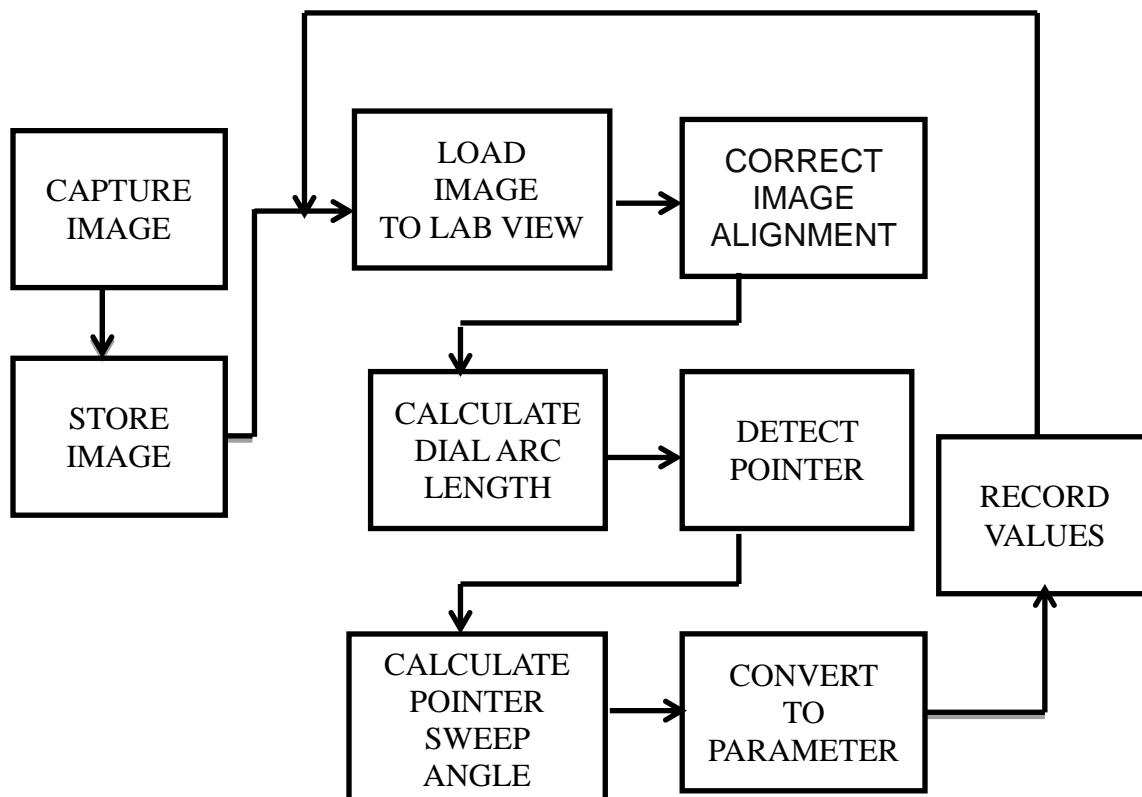 CAPTURE
IMAGE
STORE
IMAGE
LOAD
IMAGE
TO LAB VIEW
CORRECT
IMAGE
ALIGNMENT
CALCULATE
DIAL ARC
LENGTH
DETECT
POINTER
CALCULATE
POINTER
SWEEP
ANGLE
CONVERT
TO
PARAMETER
RECORD
VALUES